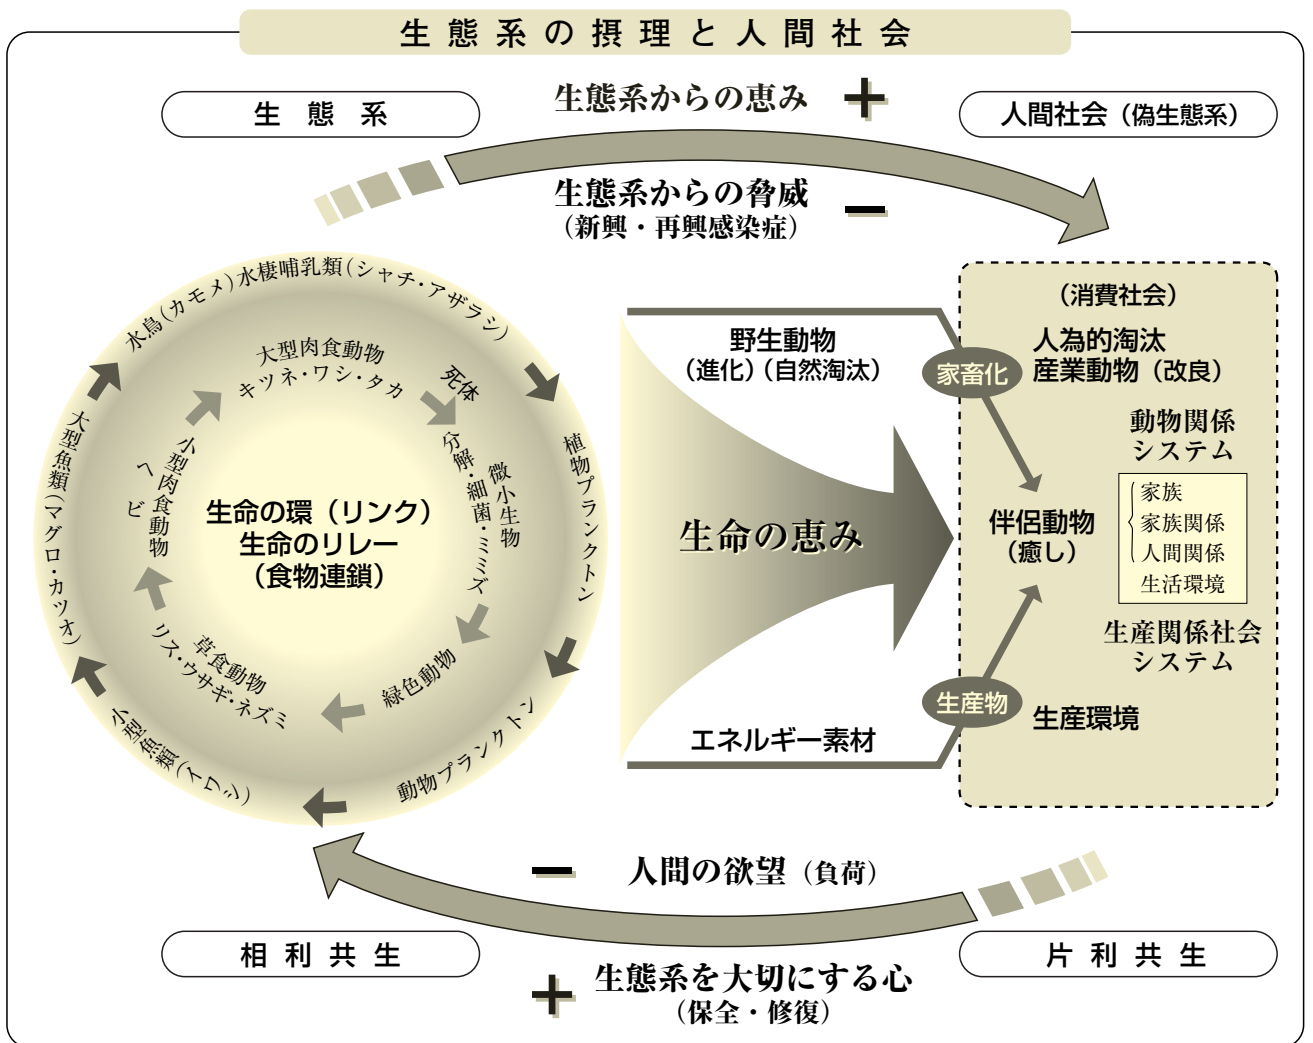 生態系の摂理と人間社会
生態系
生態系からの恵み ＋
人間社会（偽生態系）
生態系からの脅威 −
（新興・再興感染症）
水鳥（カモメ）
水棲哺乳類（シャチ・アザラシ）
植物プランクトン
動物プランクトン
小型魚類（イワシ）
大型魚類（マグロ・カツオ）
大型肉食動物
キツネ・ワシ・タカ
死体
微小生物
分解・細菌・ミミズ
緑色動物
草食動物
リス・ウサギ・ネズミ
小型肉食動物
ヘビ
生命の環（リンク）
生命のリレー
（食物連鎖）
野生動物
（進化）（自然淘汰）
生命の恵み
エネルギー素材
家畜化
生産物
（消費社会）
人為的淘汰
産業動物（改良）
動物関係
システム
家族
家族関係
人間関係
生活環境
伴侶動物
（癒し）
生産関係社会
システム
生産環境
− 人間の欲望（負荷）
相利共生
片利共生
＋ 生態系を大切にする心
（保全・修復）